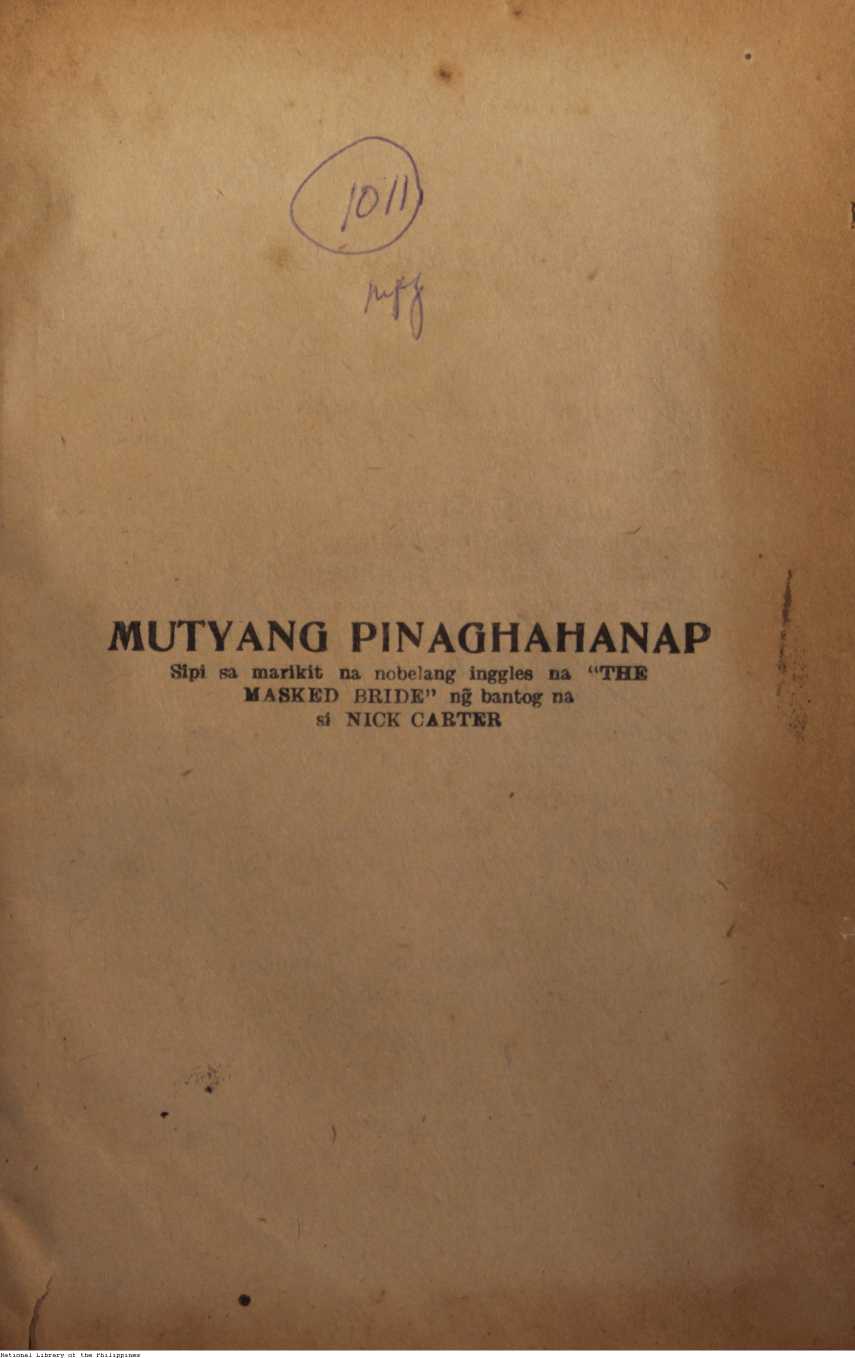 1011
MUTYANG PINAGHAHANAP
Sipi sa marikit na nobelang inggles na “THE
MASKED BRIDE” ng̃ bantog na
si NICK CARTER
National Library of the Philippines